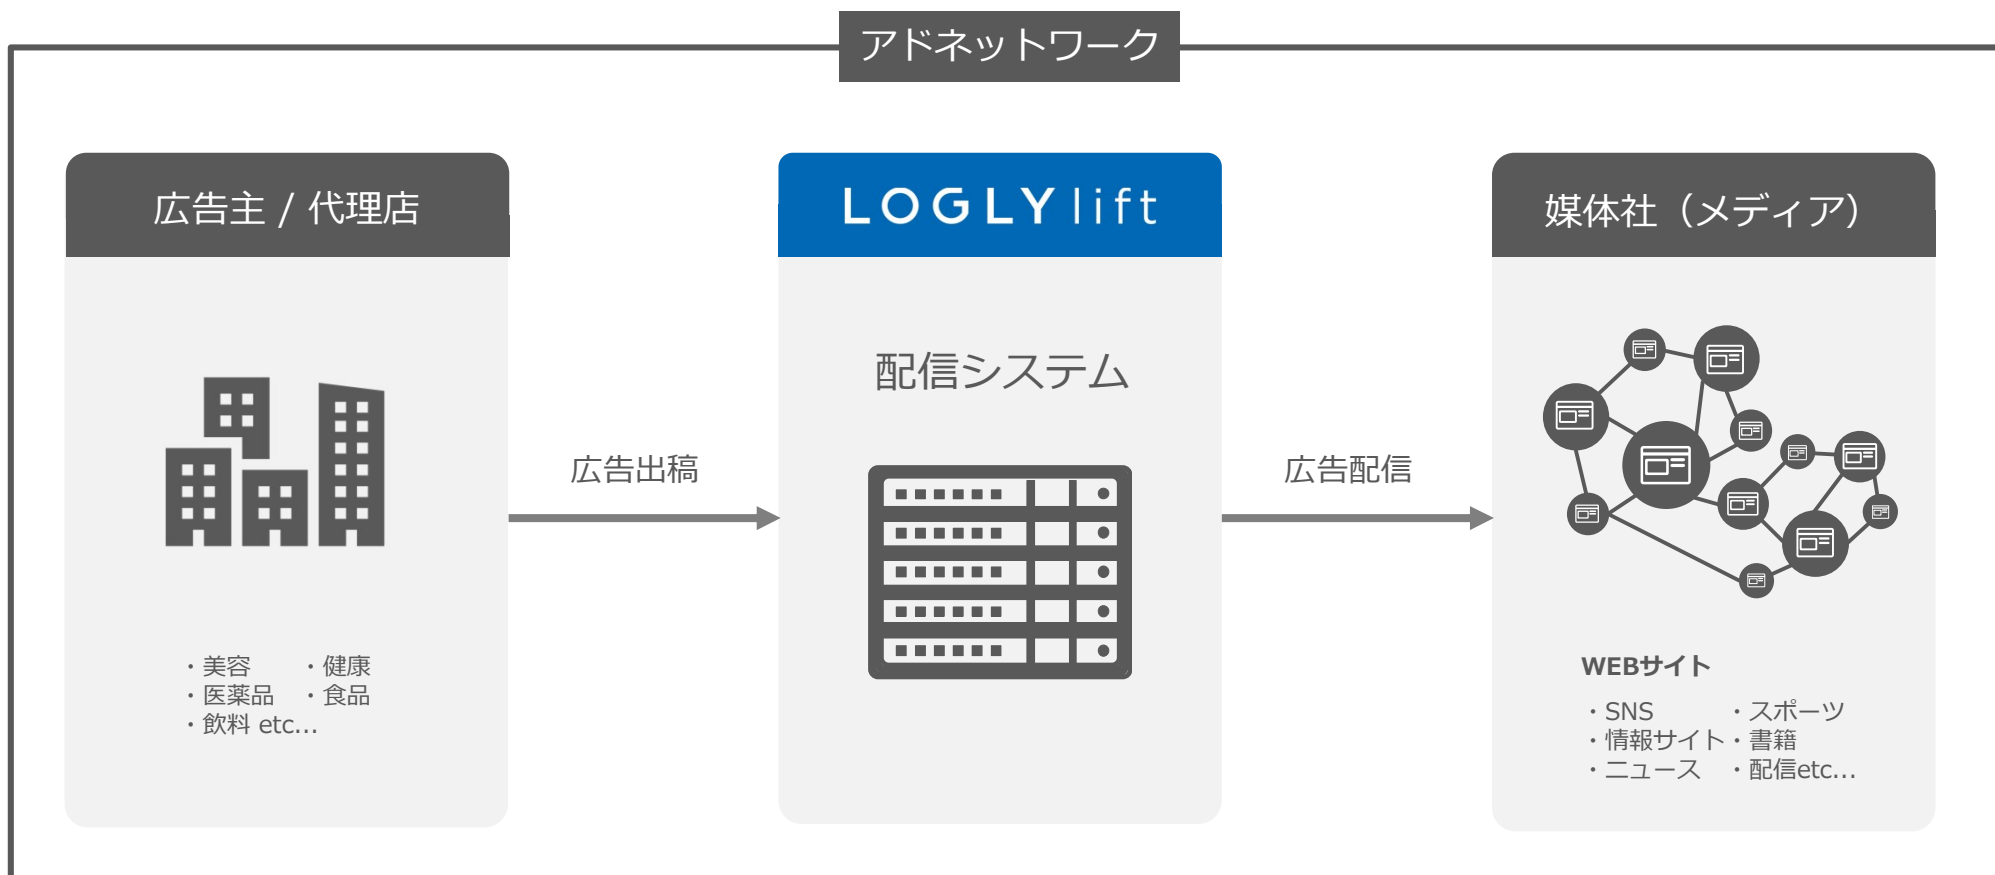 アドネットワーク
広告主 / 代理店
・美容 ・健康
・医薬品 ・食品
・飲料 etc...
広告出稿
LOGLY lift
配信システム
広告配信
媒体社（メディア）
WEBサイト
・SNS ・スポーツ
・情報サイト・書籍
・ニュース ・配信etc...